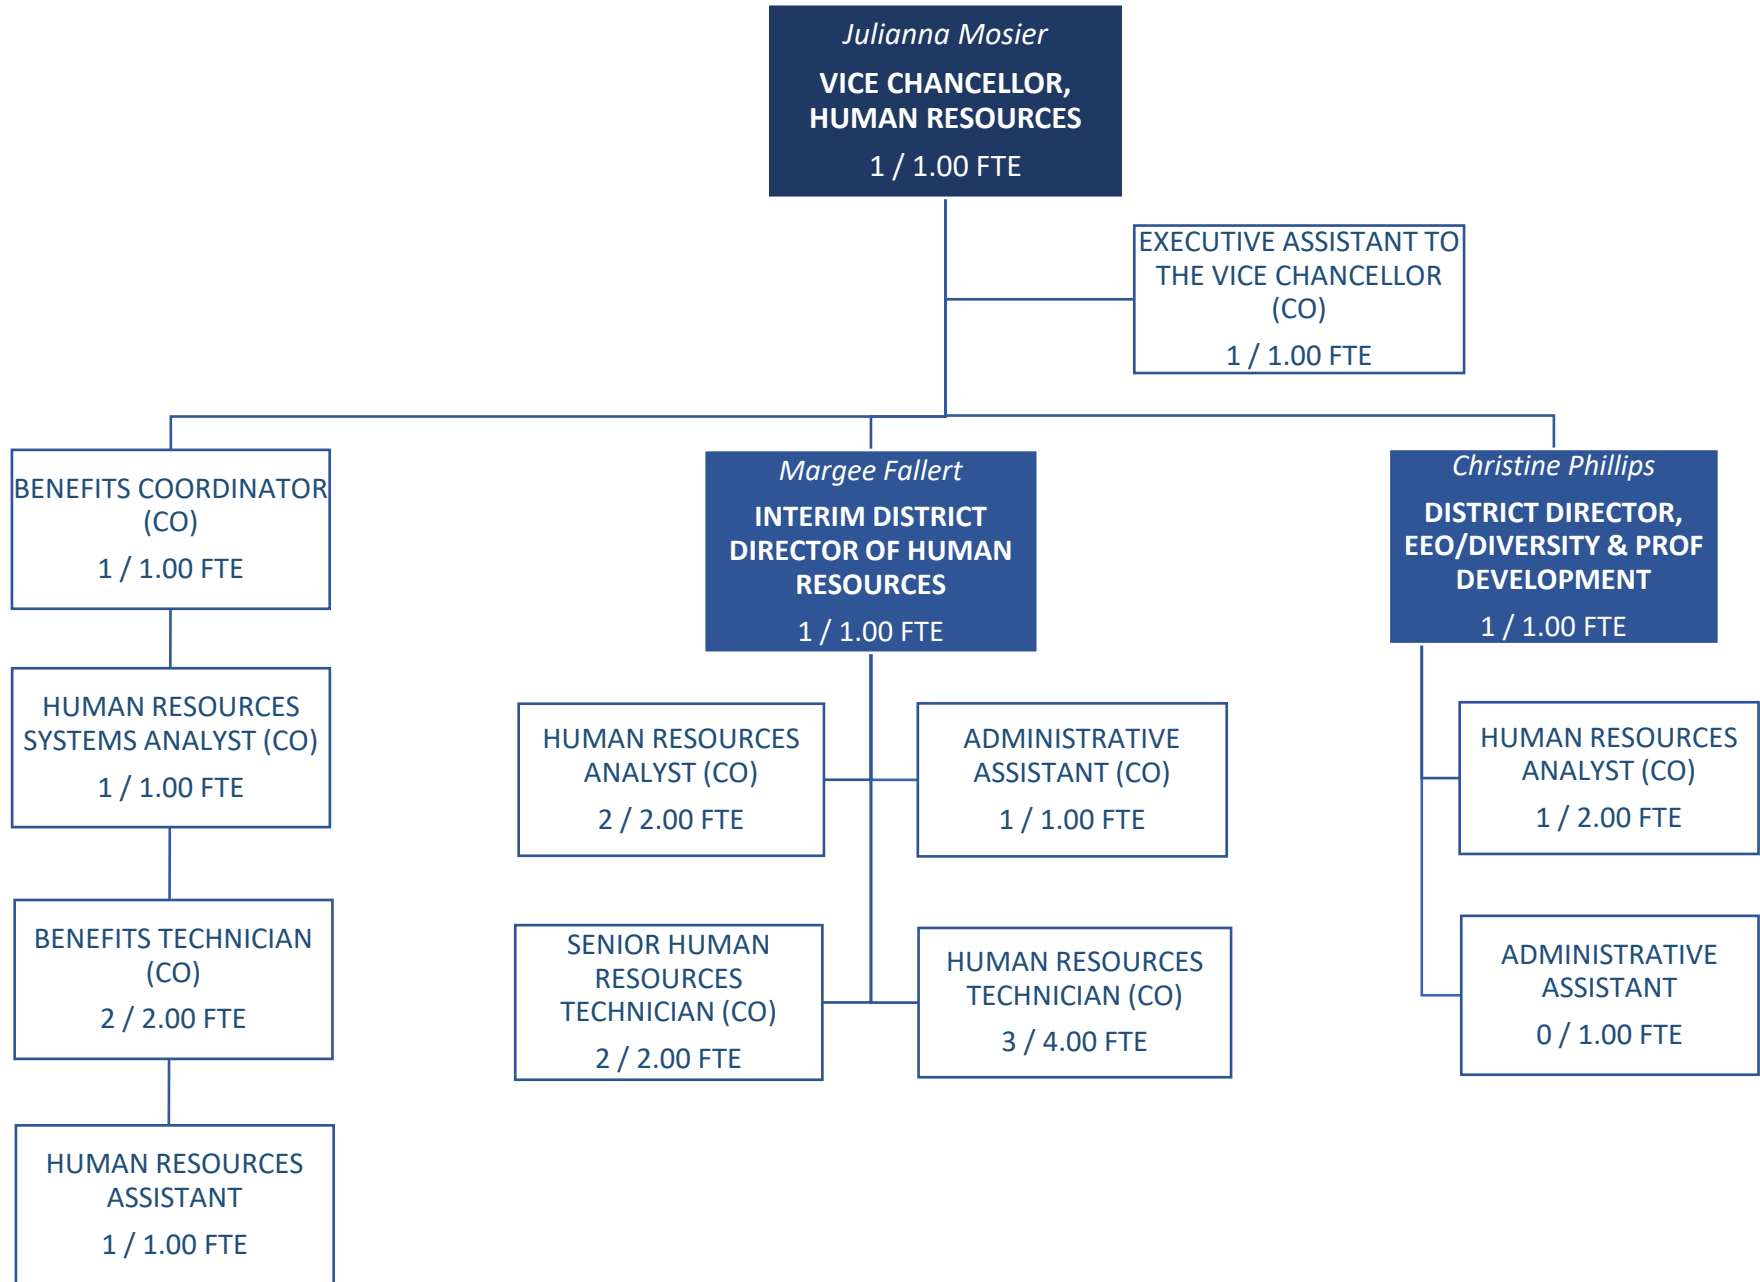 Julianna Mosier
VICE CHANCELLOR,
HUMAN RESOURCES
1 / 1.00 FTE
EXECUTIVE ASSISTANT TO
THE VICE CHANCELLOR
(CO)
1 / 1.00 FTE
BENEFITS COORDINATOR
(CO)
1 / 1.00 FTE
HUMAN RESOURCES
SYSTEMS ANALYST (CO)
1 / 1.00 FTE
BENEFITS TECHNICIAN
(CO)
2 / 2.00 FTE
HUMAN RESOURCES
ASSISTANT
1 / 1.00 FTE
Margee Fallert
INTERIM DISTRICT
DIRECTOR OF HUMAN
RESOURCES
1 / 1.00 FTE
HUMAN RESOURCES
ANALYST (CO)
2 / 2.00 FTE
ADMINISTRATIVE
ASSISTANT (CO)
1 / 1.00 FTE
SENIOR HUMAN
RESOURCES
TECHNICIAN (CO)
2 / 2.00 FTE
HUMAN RESOURCES
TECHNICIAN (CO)
3 / 4.00 FTE
Christine Phillips
DISTRICT DIRECTOR,
EEO/DIVERSITY & PROF
DEVELOPMENT
1 / 1.00 FTE
HUMAN RESOURCES
ANALYST (CO)
1 / 2.00 FTE
ADMINISTRATIVE
ASSISTANT
0 / 1.00 FTE